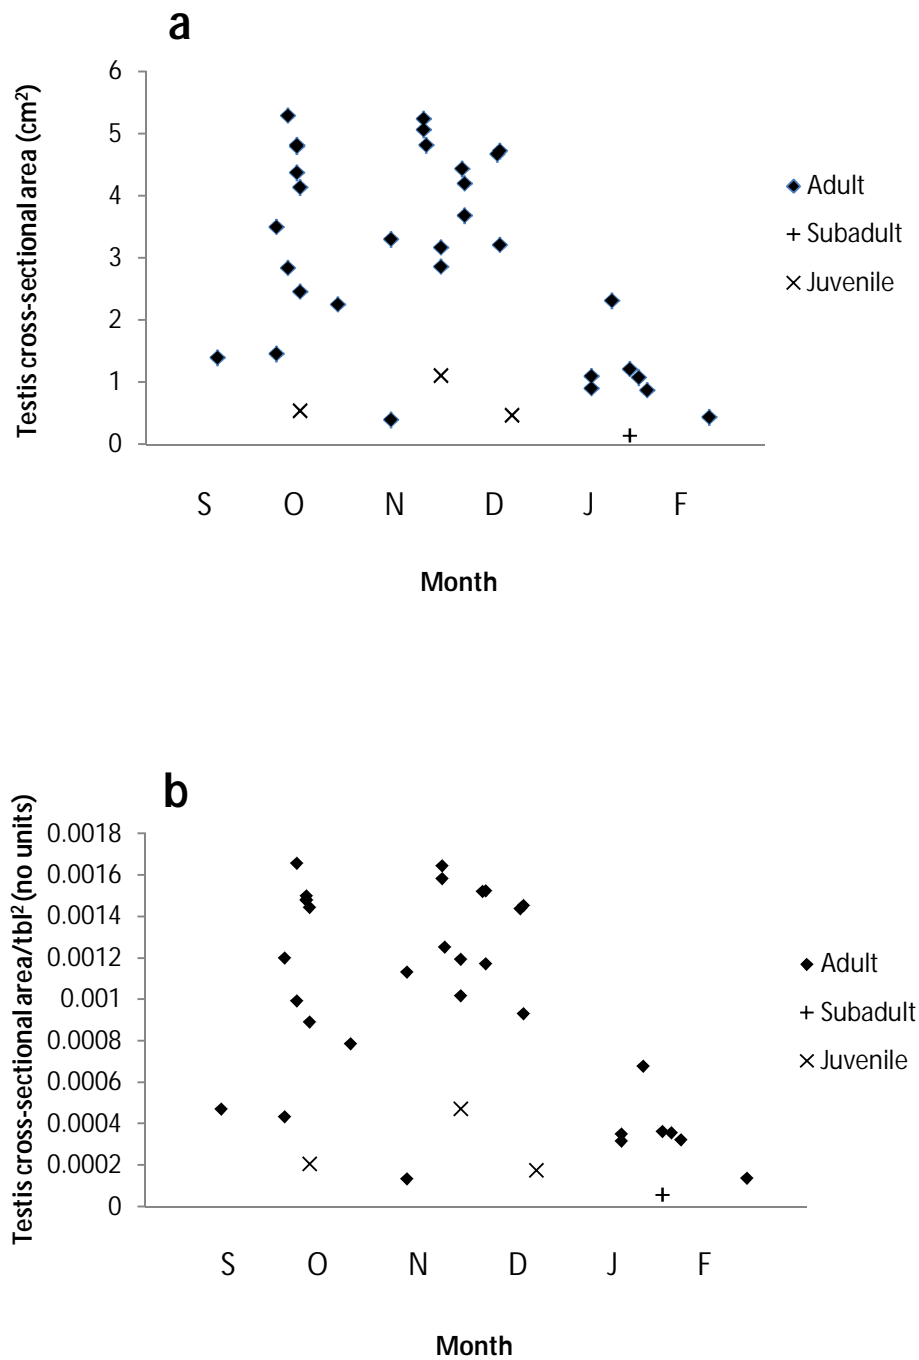 a
Testis cross-sectional area (cm²)
6
5
4
3
2
1
0
S O N D J F
Month
Adult
Subadult
Juvenile
b
Testis cross-sectional area/tbl² (no units)
0.0018
0.0016
0.0014
0.0012
0.001
0.0008
0.0006
0.0004
0.0002
0
S O N D J F
Month
Adult
Subadult
Juvenile